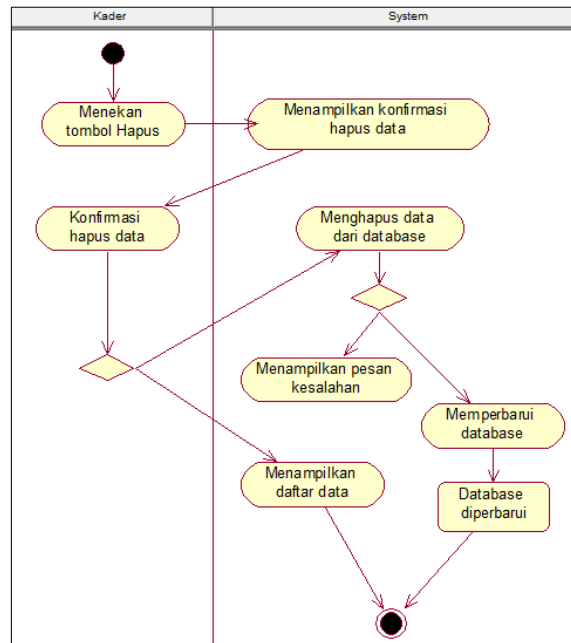 Kader
System
Menekan
tombol Hapus
Menampilkan konfirmasi
hapus data
Konfirmasi
hapus data
Menghapus data
dari database
Menampilkan pesan
kesalahan
Memperbarui
database
Menampilkan
daftar data
Database
diperbarui